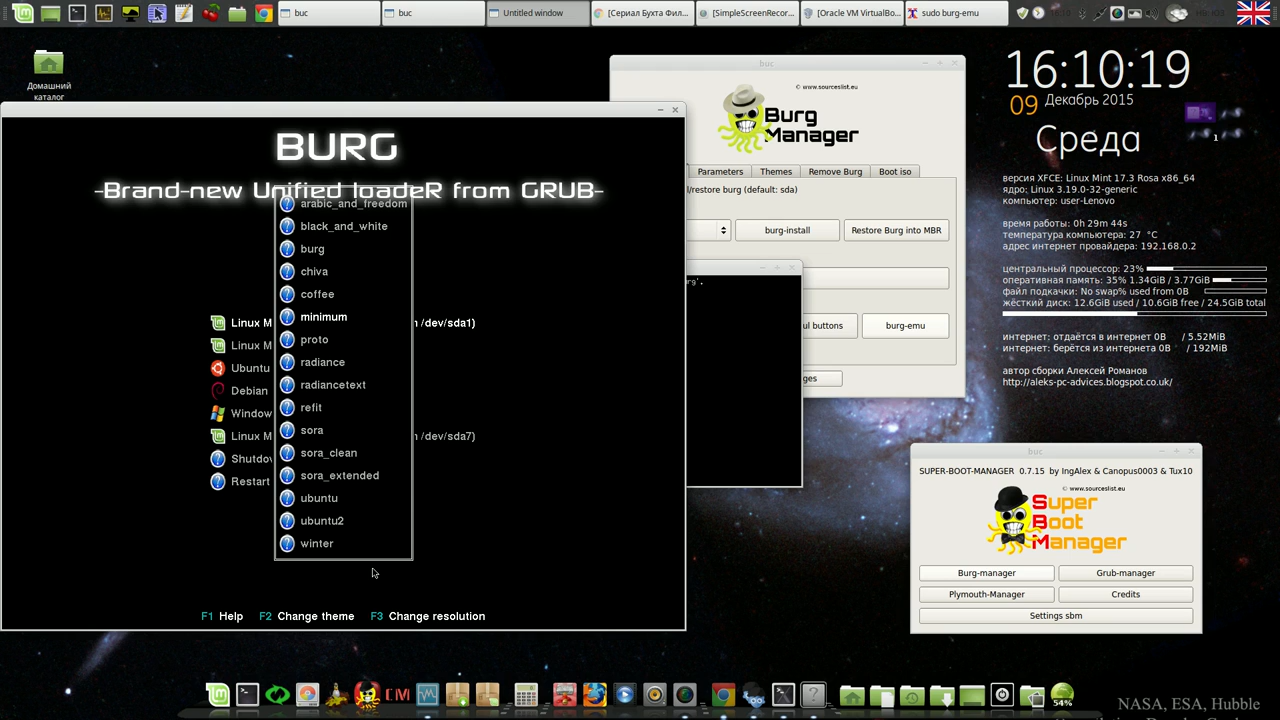 buc
buc
Untitled window
[Сериал Бухта Фил...
[SimpleScreenRecor...
[Oracle VM VirtualBo...
sudo burg-emu
Домашний
каталог
BURG
-Brand-new Unified loadeR from GRUB-
arabic_and_freedom
black_and_white
burg
chiva
coffee
minimum
proto
radiance
radiancetext
refit
sora
sora_clean
sora_extended
ubuntu
ubuntu2
winter
Linux M
n /dev/sda1)
Linux M
Ubuntu
Debian
Window
Linux M
n /dev/sda7)
Shutdo
Restart
F1 Help F2 Change theme F3 Change resolution
buc
© www.sourceslist.eu
Burg
Manager
Parameters Themes Remove Burg Boot iso
l/restore burg (default: sda)
burg-install Restore Burg into MBR
rg'.
ul buttons burg-emu
ges
16:10:19
09 Декабрь 2015
Среда
1
версия XFCE: Linux Mint 17.3 Rosa x86_64
ядро: Linux 3.19.0-32-generic
компьютер: user-Lenovo
время работы: 0h 29m 44s
температура компьютера: 27 °C
адрес интернет провайдера: 192.168.0.2
центральный процессор: 23%
оперативная память: 35% 1.34GiB / 3.77GiB
файл подкачки: No swap% used from 0B
жёсткий диск: 12.6GiB used / 10.6GiB free / 24.5GiB total
интернет: отдаётся в интернет 0B / 5.52MiB
интернет: берётся из интернета 0B / 192MiB
автор сборки Алексей Романов
http://aleks-pc-advices.blogspot.co.uk/
buc
SUPER-BOOT-MANAGER 0.7.15 by IngAlex & Canopus0003 & Tux10
© www.sourceslist.eu
Super
Boot
Manager
Burg-manager Grub-manager
Plymouth-Manager Credits
Settings sbm
54%
NASA, ESA, Hubble